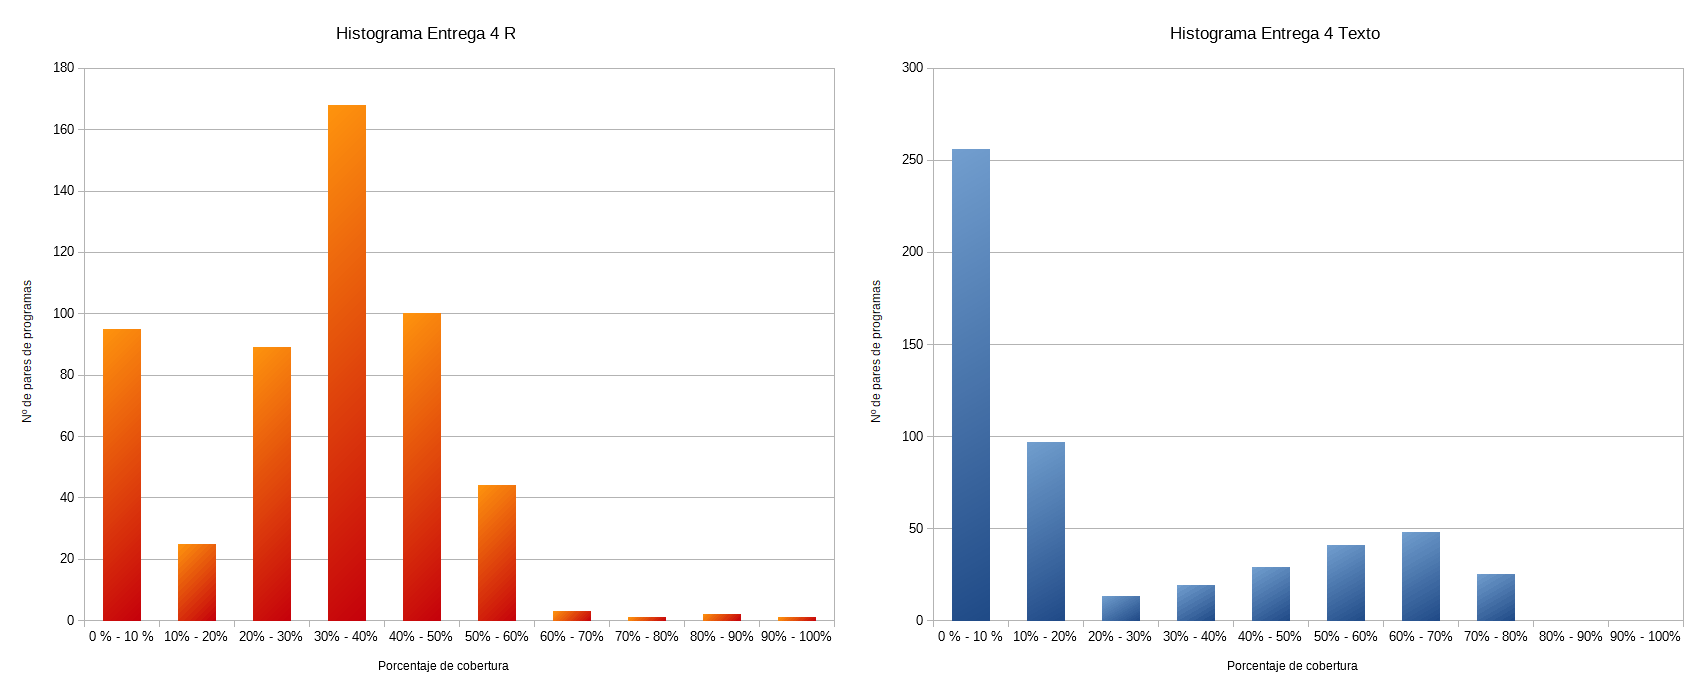 Histograma Entrega 4 R
Nº de pares de programas
180
160
140
120
100
80
60
40
20
0
0 % - 10 % 10% - 20% 20% - 30% 30% - 40% 40% - 50% 50% - 60% 60% - 70% 70% - 80% 80% - 90% 90% - 100%
Porcentaje de cobertura
Histograma Entrega 4 Texto
Nº de pares de programas
300
250
200
150
100
50
0
0 % - 10 % 10% - 20% 20% - 30% 30% - 40% 40% - 50% 50% - 60% 60% - 70% 70% - 80% 80% - 90% 90% - 100%
Porcentaje de cobertura